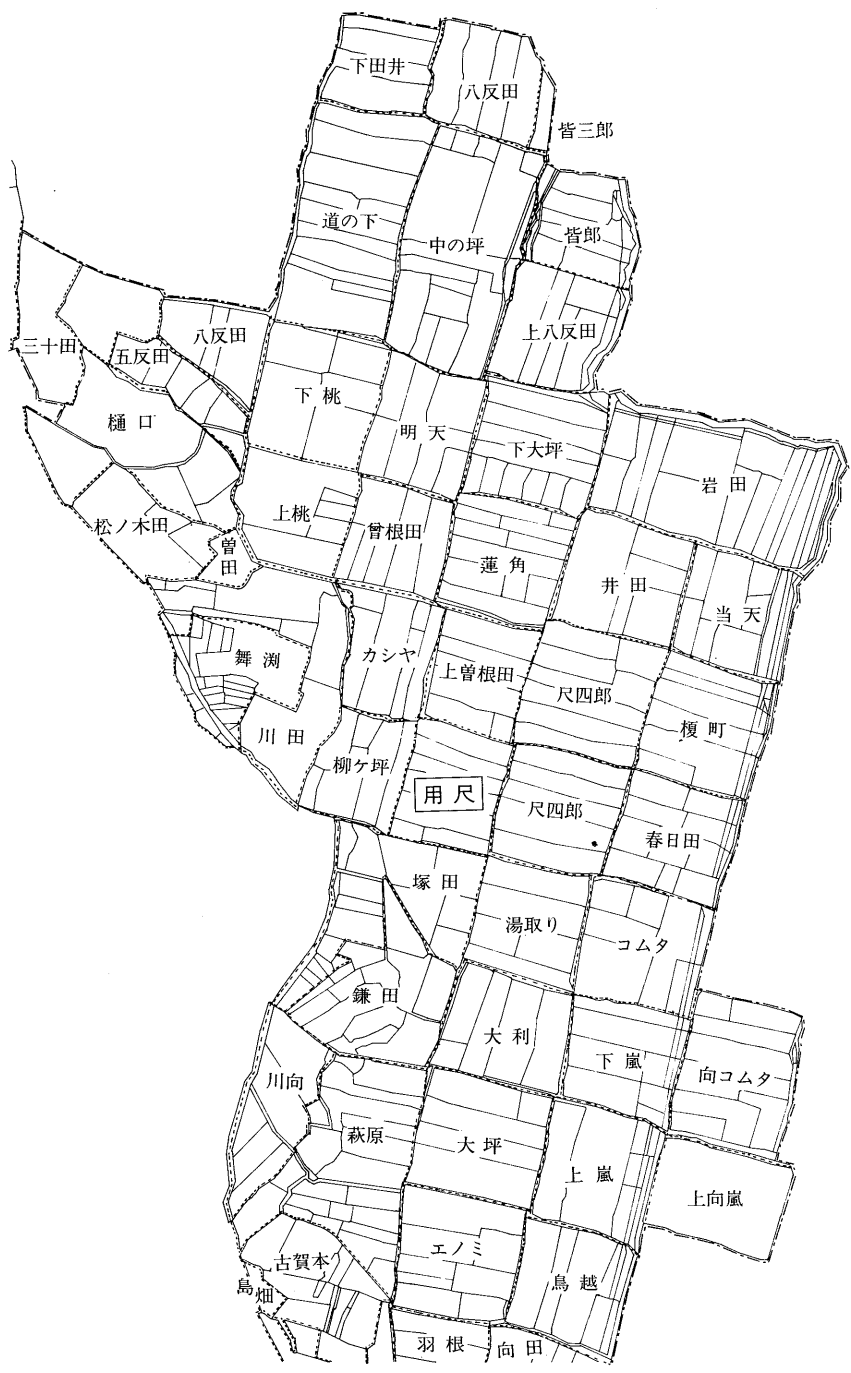 下田井
八反田
皆三郎
道の下
中の坪
皆郎
上八反田
三十田
五反田
八反田
樋口
下桃
明天
下大坪
岩田
松ノ木田
曽田
上桃
曾根田
蓮角
井田
当天
舞渕
川田
カシヤ
上曽根田
尺四郎
榎町
柳ケ坪
用尺
尺四郎
春日田
塚田
湯取り
コムタ
鎌田
大利
下嵐
向コムタ
川向
萩原
大坪
上嵐
上向嵐
古賀本
エノミ
鳥越
島畑
羽根
向田